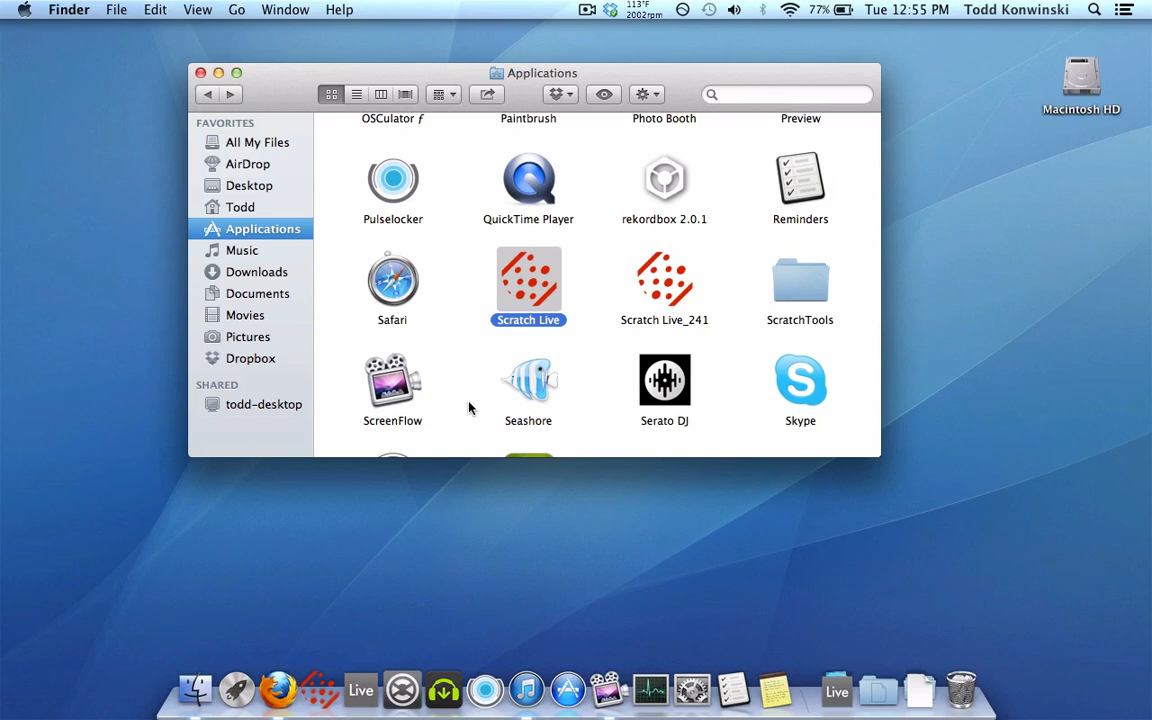 Finder File Edit View Go Window Help
113°F
2002rpm
77% Tue 12:55 PM Todd Konwinski
Applications
Macintosh HD
FAVORITES
All My Files
AirDrop
Desktop
Todd
Applications
Music
Downloads
Documents
Movies
Pictures
Dropbox
SHARED
todd-desktop
OSCulator ƒ Paintbrush Photo Booth Preview
Pulselocker QuickTime Player rekordbox 2.0.1 Reminders
Safari Scratch Live Scratch Live_241 ScratchTools
ScreenFlow Seashore Serato DJ Skype
Live Live